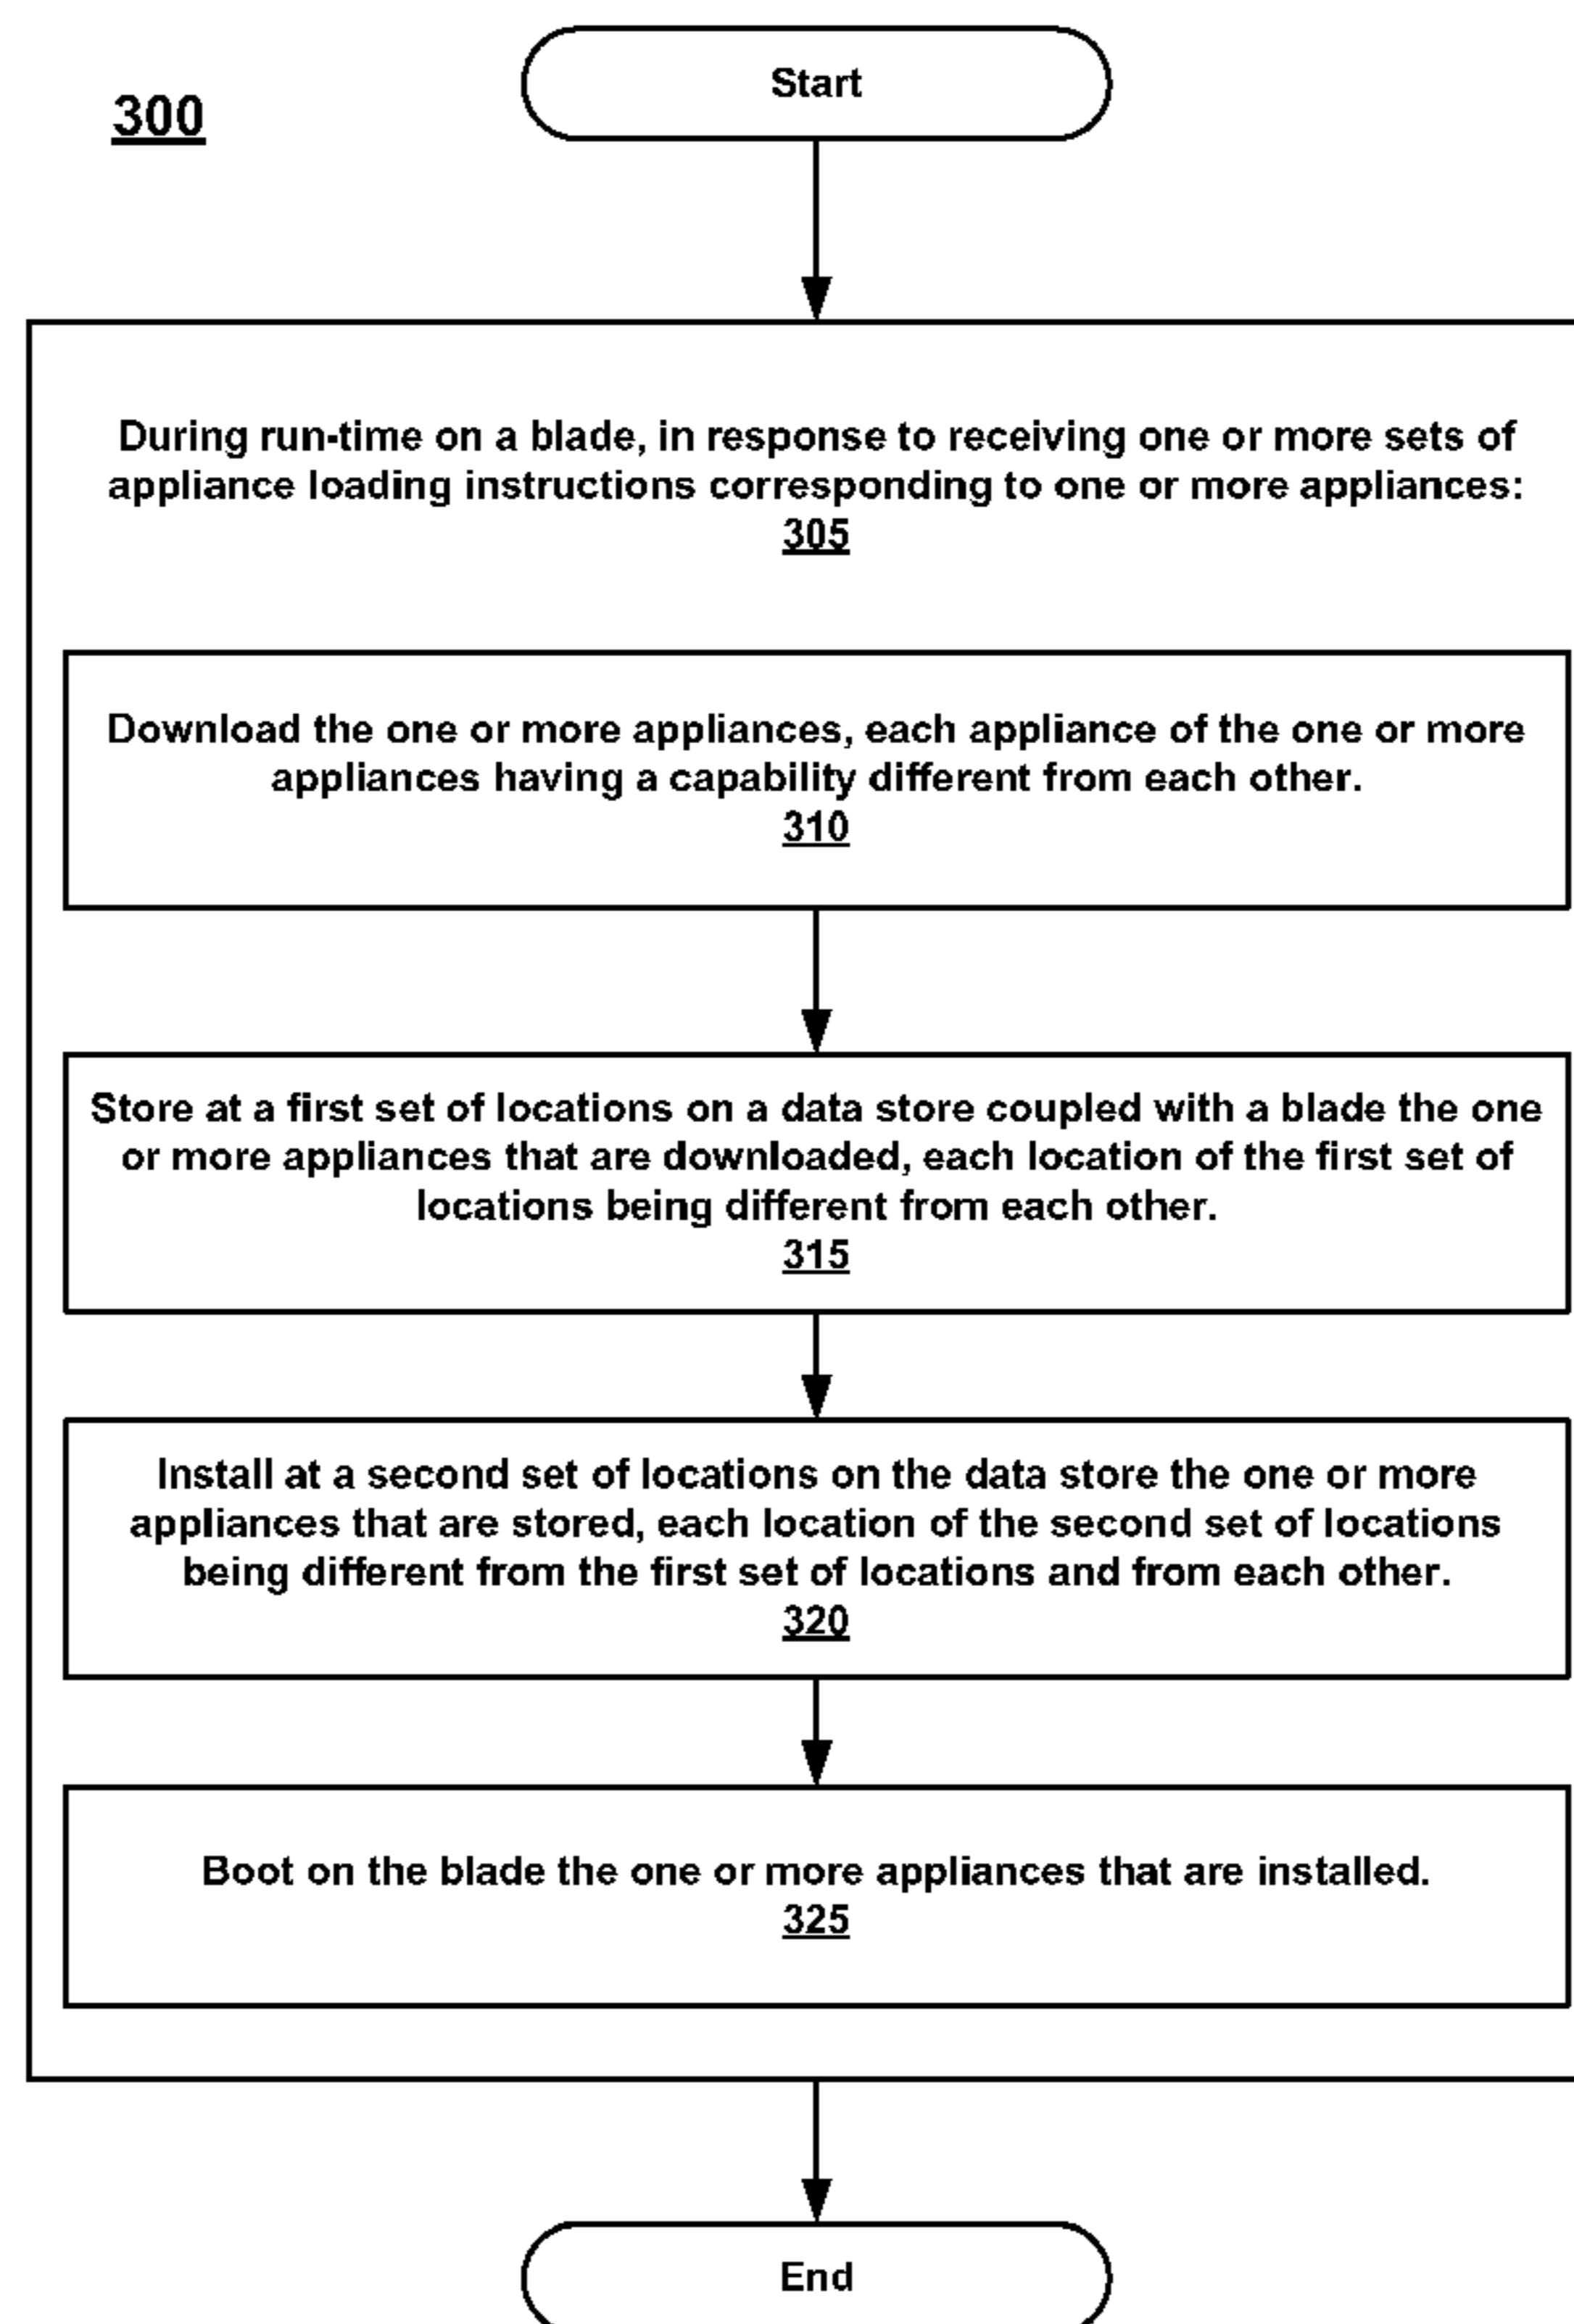 Start
300
During run-time on a blade, in response to receiving one or more sets of
appliance loading instructions corresponding to one or more appliances:
305
Download the one or more appliances, each appliance of the one or more
appliances having a capability different from each other.
310
Store at a first set of locations on a data store coupled with a blade the one
or more appliances that are downloaded, each location of the first set of
locations being different from each other.
315
Install at a second set of locations on the data store the one or more
appliances that are stored, each location of the second set of locations
being different from the first set of locations and from each other.
320
Boot on the blade the one or more appliances that are installed.
325
End